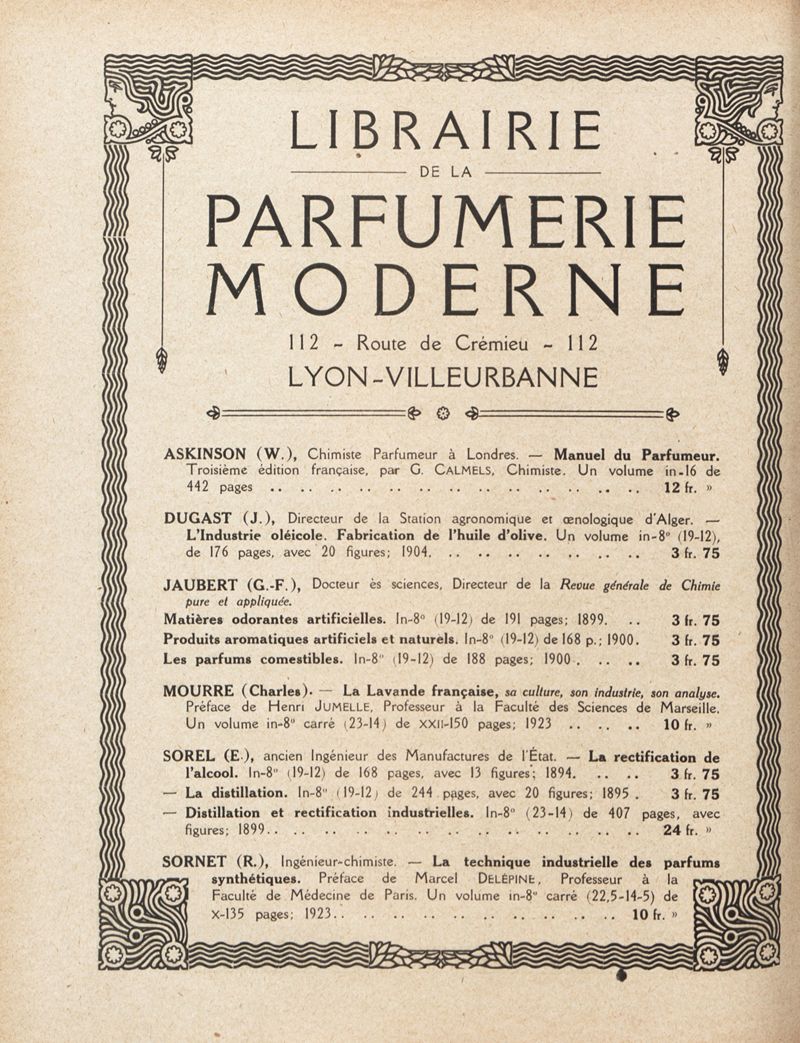 LIBRAIRIE
DE LA
PARFUMERIE
MODERNE
112 - Route de Crémieu - 112
LYON-VILLEURBANNE
ASKINSON (W.), Chimiste Parfumeur à Londres. — Manuel du Parfumeur.
Troisième édition française, par G. CALMELS, Chimiste. Un volume in-16 de
442 pages .. .. .. .. .. .. .. .. .. .. .. .. .. 12 fr. »
DUGAST (J.), Directeur de la Station agronomique et œnologique d'Alger. —
L'Industrie oléicole. Fabrication de l'huile d'olive. Un volume in-8º (19-12),
de 176 pages, avec 20 figures; 1904. .. .. .. .. .. .. .. 3 fr. 75
JAUBERT (G.-F.), Docteur ès sciences, Directeur de la Revue générale de Chimie
pure et appliquée.
Matières odorantes artificielles. In-8º (19-12) de 191 pages; 1899. .. 3 fr. 75
Produits aromatiques artificiels et naturels. In-8º (19-12) de 168 p.; 1900. 3 fr. 75
Les parfums comestibles. In-8º (19-12) de 188 pages; 1900 . .. .. 3 fr. 75
MOURRE (Charles). — La Lavande française, sa culture, son industrie, son analyse.
Préface de Henri JUMELLE, Professeur à la Faculté des Sciences de Marseille.
Un volume in-8º carré (23-14) de XXII-150 pages; 1923 .. .. .. 10 fr. »
SOREL (E.), ancien Ingénieur des Manufactures de l'État. — La rectification de
l'alcool. In-8º (19-12) de 168 pages, avec 13 figures; 1894. .. .. 3 fr. 75
— La distillation. In-8º (19-12) de 244 pages, avec 20 figures; 1895 . 3 fr. 75
— Distillation et rectification industrielles. In-8º (23-14) de 407 pages, avec
figures; 1899.. .. .. .. .. .. .. .. .. .. .. .. .. 24 fr. »
SORNET (R.), Ingénieur-chimiste. — La technique industrielle des parfums
synthétiques. Préface de Marcel DELÉPINE, Professeur à la
Faculté de Médecine de Paris. Un volume in-8º carré (22,5-14-5) de
X-135 pages; 1923.. .. .. .. .. .. .. .. .. .. 10 fr. »